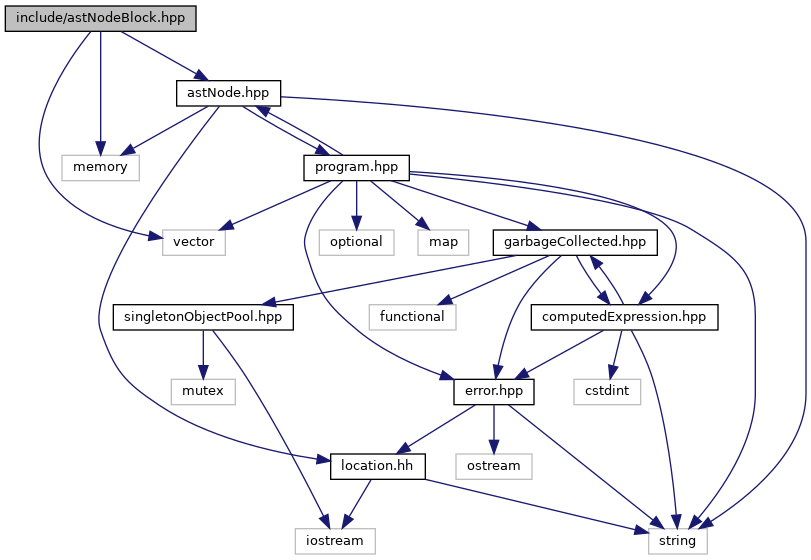 include/astNodeBlock.hpp
astNode.hpp
memory
program.hpp
vector
optional
map
garbageCollected.hpp
singletonObjectPool.hpp
functional
computedExpression.hpp
mutex
error.hpp
cstdint
location.hh
ostream
iostream
string